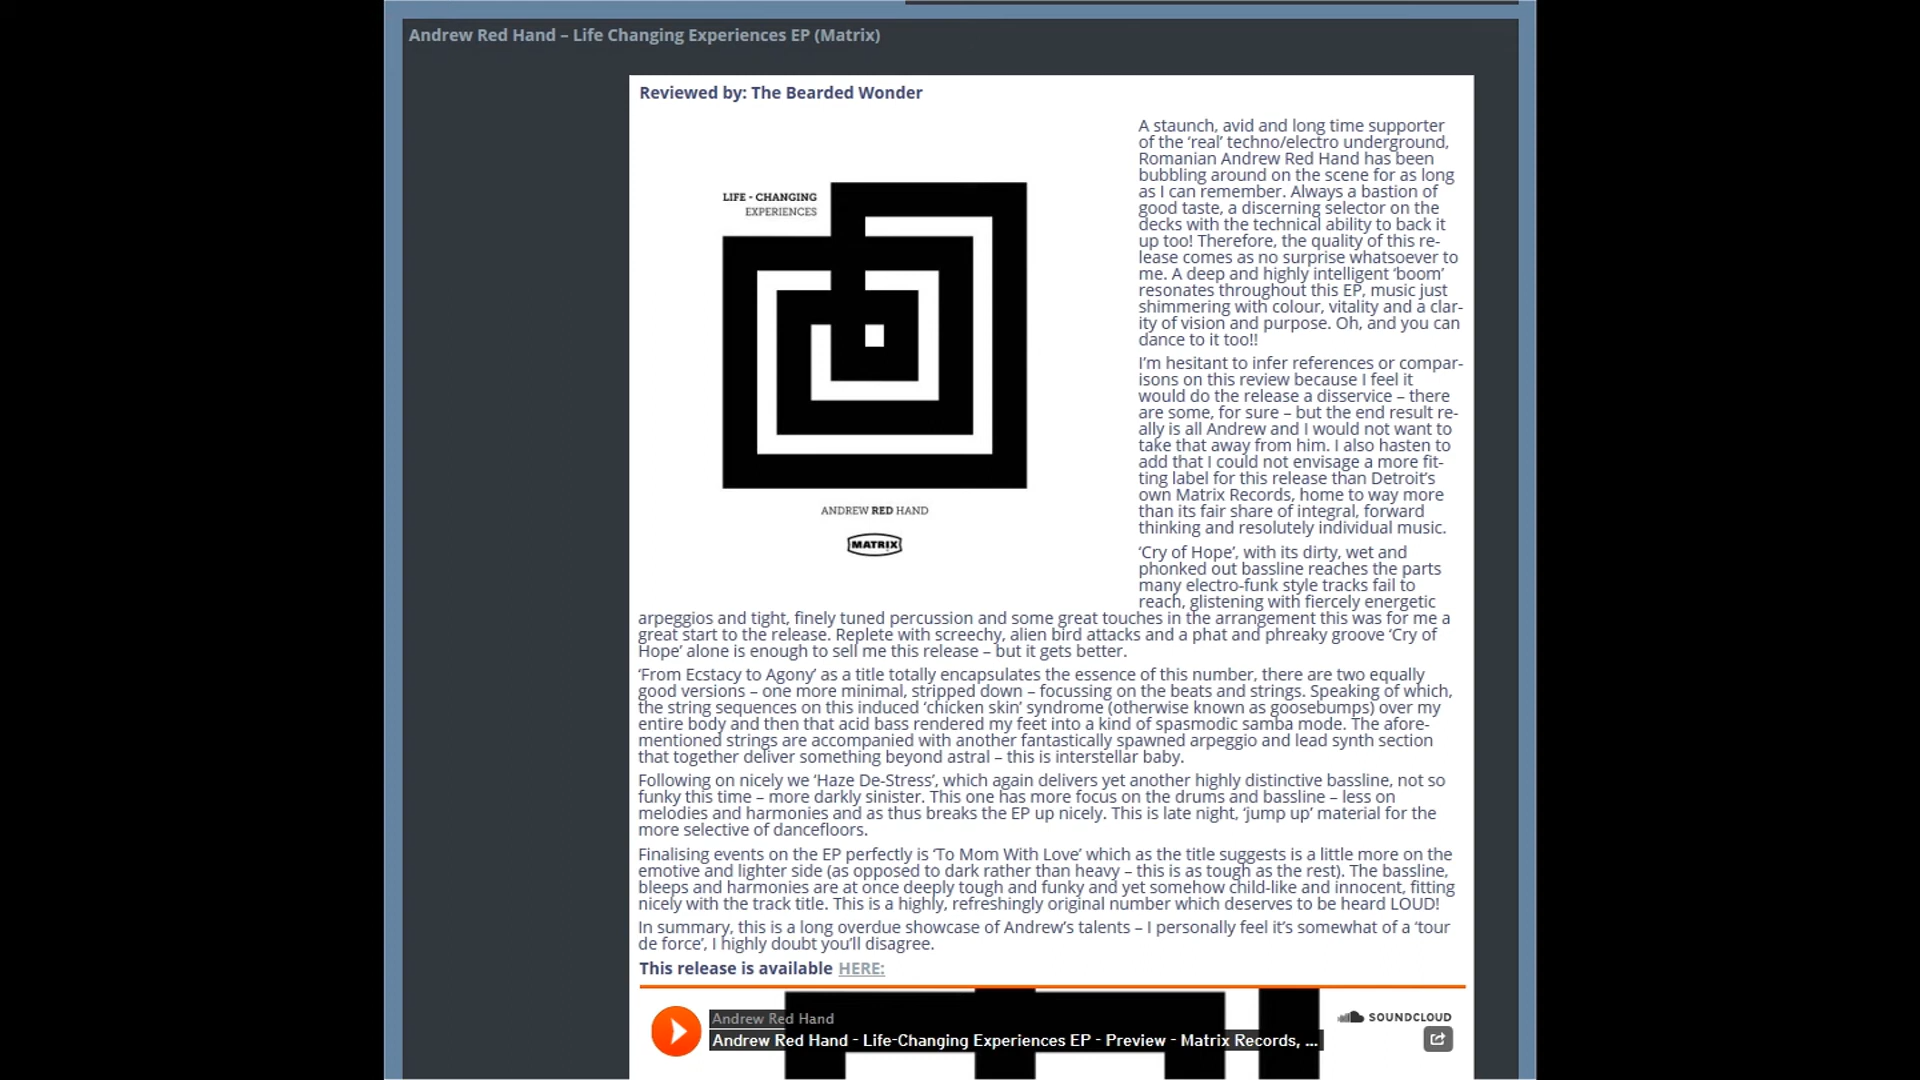 Andrew Red Hand – Life Changing Experiences EP (Matrix)
Reviewed by: The Bearded Wonder
LIFE - CHANGING
EXPERIENCES
ANDREW RED HAND
MATRIX
A staunch, avid and long time supporter
of the ‘real’ techno/electro underground,
Romanian Andrew Red Hand has been
bubbling around on the scene for as long
as I can remember. Always a bastion of
good taste, a discerning selector on the
decks with the technical ability to back it
up too! Therefore, the quality of this re-
lease comes as no surprise whatsoever to
me. A deep and highly intelligent ‘boom’
resonates throughout this EP, music just
shimmering with colour, vitality and a clar-
ity of vision and purpose. Oh, and you can
dance to it too!!
I’m hesitant to infer references or compar-
isons on this review because I feel it
would do the release a disservice – there
are some, for sure – but the end result re-
ally is all Andrew and I would not want to
take that away from him. I also hasten to
add that I could not envisage a more fit-
ting label for this release than Detroit’s
own Matrix Records, home to way more
than its fair share of integral, forward
thinking and resolutely individual music.
‘Cry of Hope’, with its dirty, wet and
phonked out bassline reaches the parts
many electro-funk style tracks fail to
reach, glistening with fiercely energetic
arpeggios and tight, finely tuned percussion and some great touches in the arrangement this was for me a
great start to the release. Replete with screechy, alien bird attacks and a phat and phreaky groove ‘Cry of
Hope’ alone is enough to sell me this release – but it gets better.
‘From Ecstacy to Agony’ as a title totally encapsulates the essence of this number, there are two equally
good versions – one more minimal, stripped down – focussing on the beats and strings. Speaking of which,
the string sequences on this induced ‘chicken skin’ syndrome (otherwise known as goosebumps) over my
entire body and then that acid bass rendered my feet into a kind of spasmodic samba mode. The afore-
mentioned strings are accompanied with another fantastically spawned arpeggio and lead synth section
that together deliver something beyond astral – this is interstellar baby.
Following on nicely we ‘Haze De-Stress’, which again delivers yet another highly distinctive bassline, not so
funky this time – more darkly sinister. This one has more focus on the drums and bassline – less on
melodies and harmonies and as thus breaks the EP up nicely. This is late night, ‘jump up’ material for the
more selective of dancefloors.
Finalising events on the EP perfectly is ‘To Mom With Love’ which as the title suggests is a little more on the
emotive and lighter side (as opposed to dark rather than heavy – this is as tough as the rest). The bassline,
bleeps and harmonies are at once deeply tough and funky and yet somehow child-like and innocent, fitting
nicely with the track title. This is a highly, refreshingly original number which deserves to be heard LOUD!
In summary, this is a long overdue showcase of Andrew’s talents – I personally feel it’s somewhat of a ‘tour
de force’, I highly doubt you’ll disagree.
This release is available HERE:
Andrew Red Hand
SOUNDCLOUD
Andrew Red Hand - Life-Changing Experiences EP - Preview - Matrix Records, ...